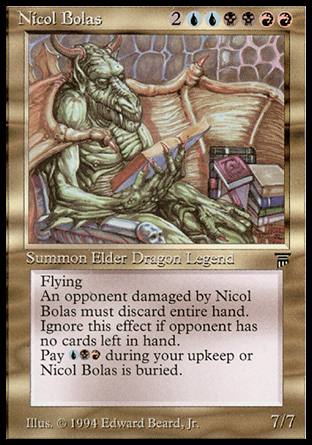 Nicol Bolas 2
Summon Elder Dragon Legend
Flying
An opponent damaged by Nicol
Bolas must discard entire hand.
Ignore this effect if opponent has
no cards left in hand.
Pay during your upkeep or
Nicol Bolas is buried.
Illus. © 1994 Edward Beard, Jr. 7/7